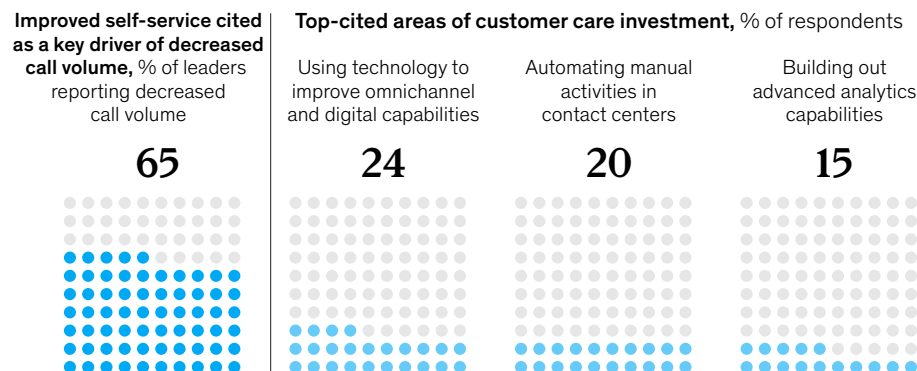 Improved self-service cited
as a key driver of decreased
call volume, % of leaders
reporting decreased
call volume
65
Top-cited areas of customer care investment, % of respondents
Using technology to
improve omnichannel
and digital capabilities
24
Automating manual
activities in
contact centers
20
Building out
advanced analytics
capabilities
15